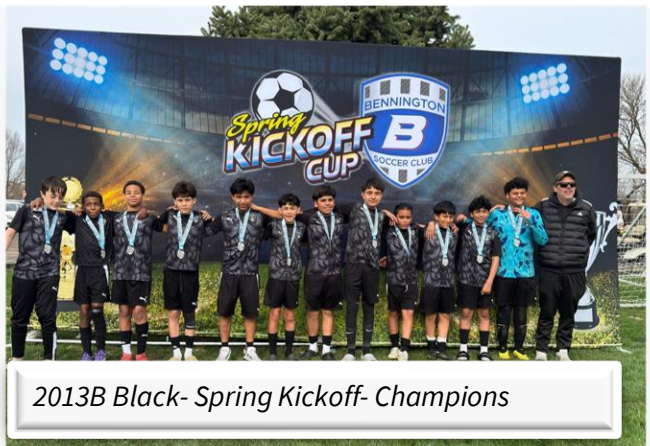 Spring
KICKOFF
CUP
BENNINGTON
B
SOCCER CLUB
2013B Black- Spring Kickoff- Champions